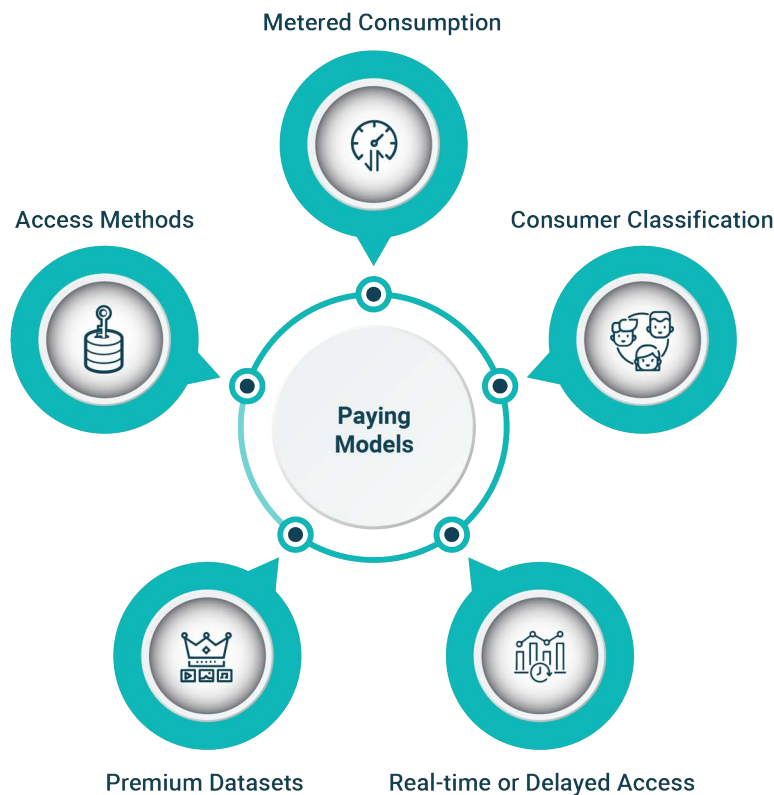 Metered Consumption
Access Methods
Consumer Classification
Paying
Models
Premium Datasets
Real-time or Delayed Access